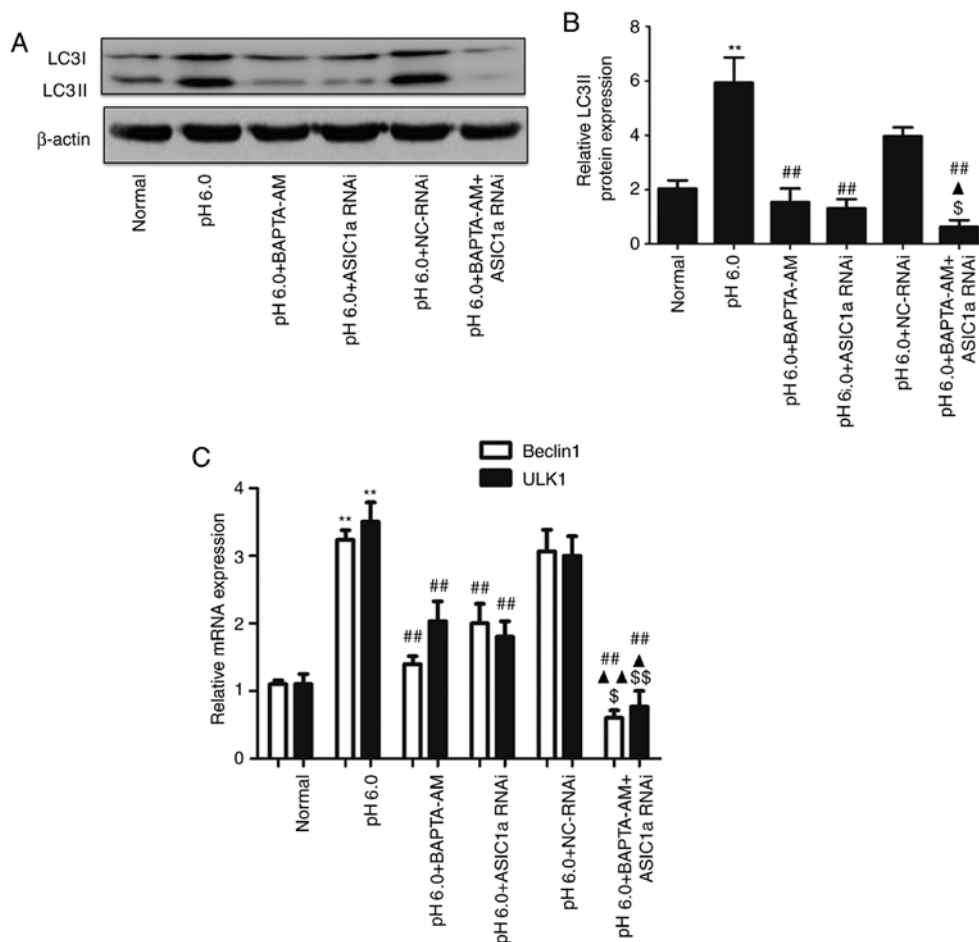 A
LC3I
LC3II
β-actin
Normal
pH 6.0
pH 6.0+BAPTA-AM
pH 6.0+ASIC1a RNAi
pH 6.0+NC-RNAi
pH 6.0+BAPTA-AM+
ASIC1a RNAi
B
Relative LC3II
protein expression
8
6
4
2
0
**
##
##
##
▲
$
Normal
pH 6.0
pH 6.0+BAPTA-AM
pH 6.0+ASIC1a RNAi
pH 6.0+NC-RNAi
pH 6.0+BAPTA-AM+
ASIC1a RNAi
C
Beclin1
ULK1
Relative mRNA expression
4
3
2
1
0
**
**
##
##
##
##
##
▲▲
$
##
▲
$$
Normal
pH 6.0
pH 6.0+BAPTA-AM
pH 6.0+ASIC1a RNAi
pH 6.0+NC-RNAi
pH 6.0+BAPTA-AM+
ASIC1a RNAi